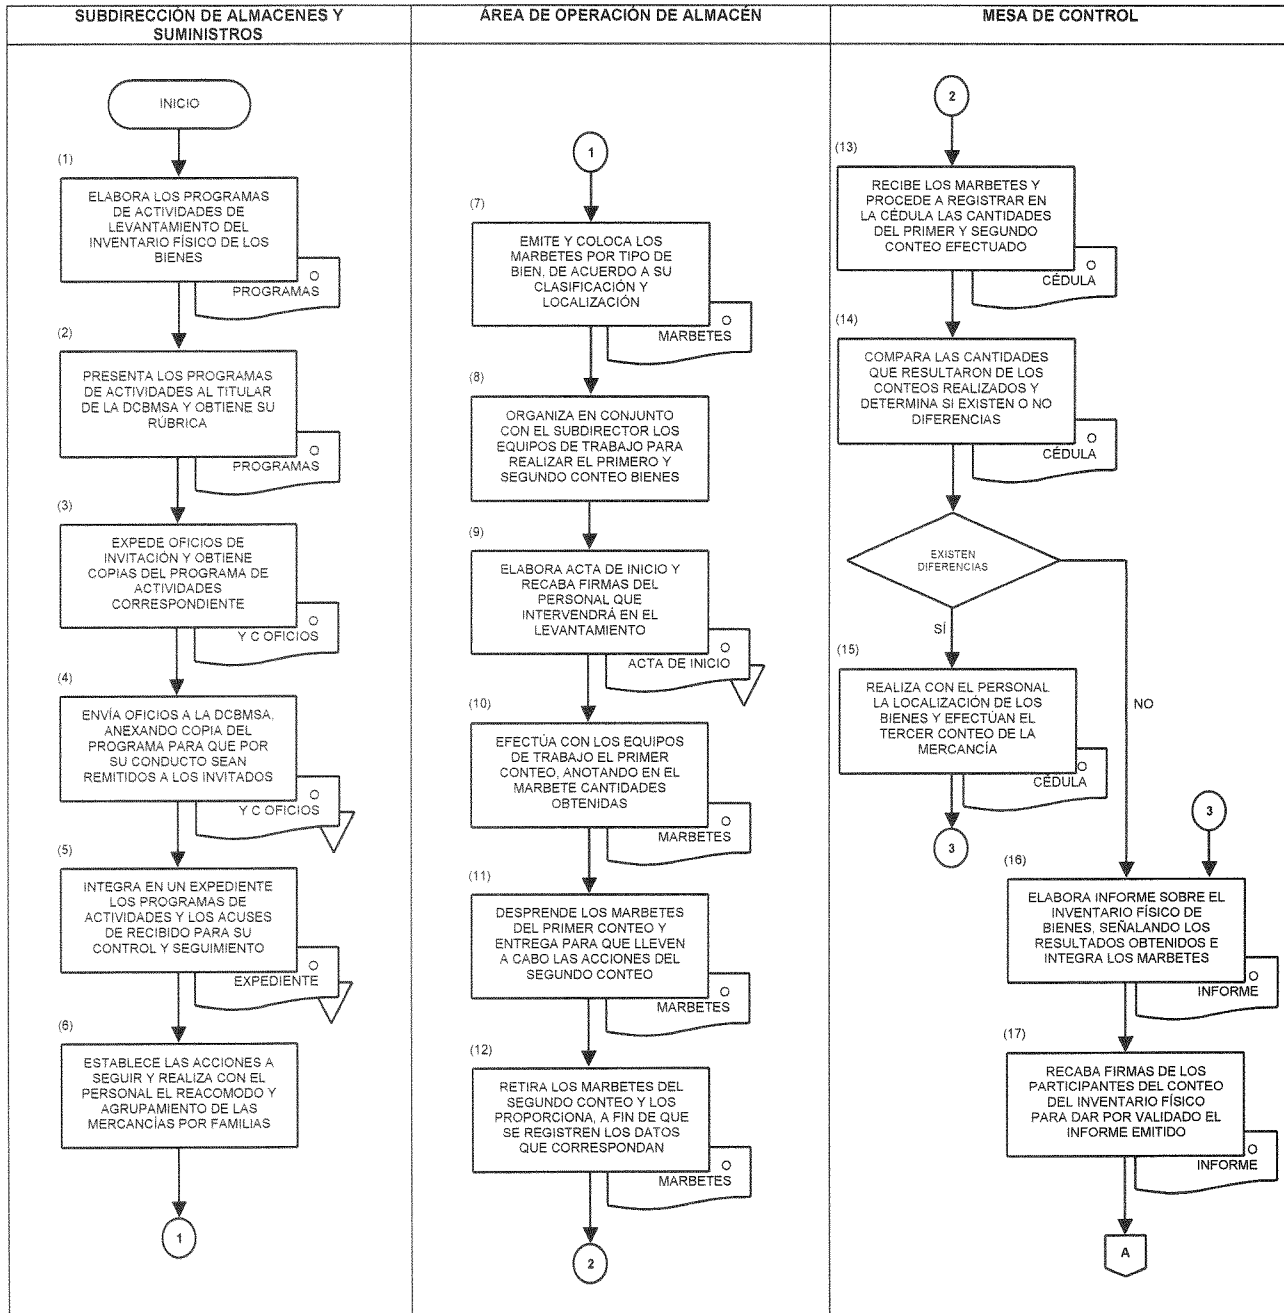 SUBDIRECCIÓN DE ALMACENES Y
SUMINISTROS
INICIO
(1)
ELABORA LOS PROGRAMAS
DE ACTIVIDADES DE
LEVANTAMIENTO DEL
INVENTARIO FÍSICO DE LOS
BIENES
O
PROGRAMAS
(2)
PRESENTA LOS PROGRAMAS
DE ACTIVIDADES AL TITULAR
DE LA DCBMSA Y OBTIENE SU
RÚBRICA
O
PROGRAMAS
(3)
EXPEDE OFICIOS DE
INVITACIÓN Y OBTIENE
COPIAS DEL PROGRAMA DE
ACTIVIDADES
CORRESPONDIENTE
O
Y C OFICIOS
(4)
ENVÍA OFICIOS A LA DCBMSA,
ANEXANDO COPIA DEL
PROGRAMA PARA QUE POR
SU CONDUCTO SEAN
REMITIDOS A LOS INVITADOS
O
Y C OFICIOS
(5)
INTEGRA EN UN EXPEDIENTE
LOS PROGRAMAS DE
ACTIVIDADES Y LOS ACUSES
DE RECIBIDO PARA SU
CONTROL Y SEGUIMIENTO
O
EXPEDIENTE
(6)
ESTABLECE LAS ACCIONES A
SEGUIR Y REALIZA CON EL
PERSONAL EL REACOMODO Y
AGRUPAMIENTO DE LAS
MERCANCÍAS POR FAMILIAS
1
ÁREA DE OPERACIÓN DE ALMACÉN
1
(7)
EMITE Y COLOCA LOS
MARBETES POR TIPO DE
BIEN, DE ACUERDO A SU
CLASIFICACIÓN Y
LOCALIZACIÓN
O
MARBETES
(8)
ORGANIZA EN CONJUNTO
CON EL SUBDIRECTOR LOS
EQUIPOS DE TRABAJO PARA
REALIZAR EL PRIMERO Y
SEGUNDO CONTEO BIENES
(9)
ELABORA ACTA DE INICIO Y
RECABA FIRMAS DEL
PERSONAL QUE
INTERVENDRÁ EN EL
LEVANTAMIENTO
O
ACTA DE INICIO
(10)
EFECTÚA CON LOS EQUIPOS
DE TRABAJO EL PRIMER
CONTEO, ANOTANDO EN EL
MARBETE CANTIDADES
OBTENIDAS
O
MARBETES
(11)
DESPRENDE LOS MARBETES
DEL PRIMER CONTEO Y
ENTREGA PARA QUE LLEVEN
A CABO LAS ACCIONES DEL
SEGUNDO CONTEO
O
MARBETES
(12)
RETIRA LOS MARBETES DEL
SEGUNDO CONTEO Y LOS
PROPORCIONA, A FIN DE QUE
SE REGISTREN LOS DATOS
QUE CORRESPONDAN
O
MARBETES
2
MESA DE CONTROL
2
(13)
RECIBE LOS MARBETES Y
PROCEDE A REGISTRAR EN
LA CÉDULA LAS CANTIDADES
DEL PRIMER Y SEGUNDO
CONTEO EFECTUADO
O
CÉDULA
(14)
COMPARA LAS CANTIDADES
QUE RESULTARON DE LOS
CONTEOS REALIZADOS Y
DETERMINA SI EXISTEN O NO
DIFERENCIAS
O
CÉDULA
EXISTEN
DIFERENCIAS
SÍ
NO
(15)
REALIZA CON EL PERSONAL
LA LOCALIZACIÓN DE LOS
BIENES Y EFECTÚAN EL
TERCER CONTEO DE LA
MERCANCÍA
O
CÉDULA
3
3
(16)
ELABORA INFORME SOBRE EL
INVENTARIO FÍSICO DE
BIENES, SEÑALANDO LOS
RESULTADOS OBTENIDOS E
INTEGRA LOS MARBETES
O
INFORME
(17)
RECABA FIRMAS DE LOS
PARTICIPANTES DEL CONTEO
DEL INVENTARIO FÍSICO
PARA DAR POR VALIDADO EL
INFORME EMITIDO
O
INFORME
A